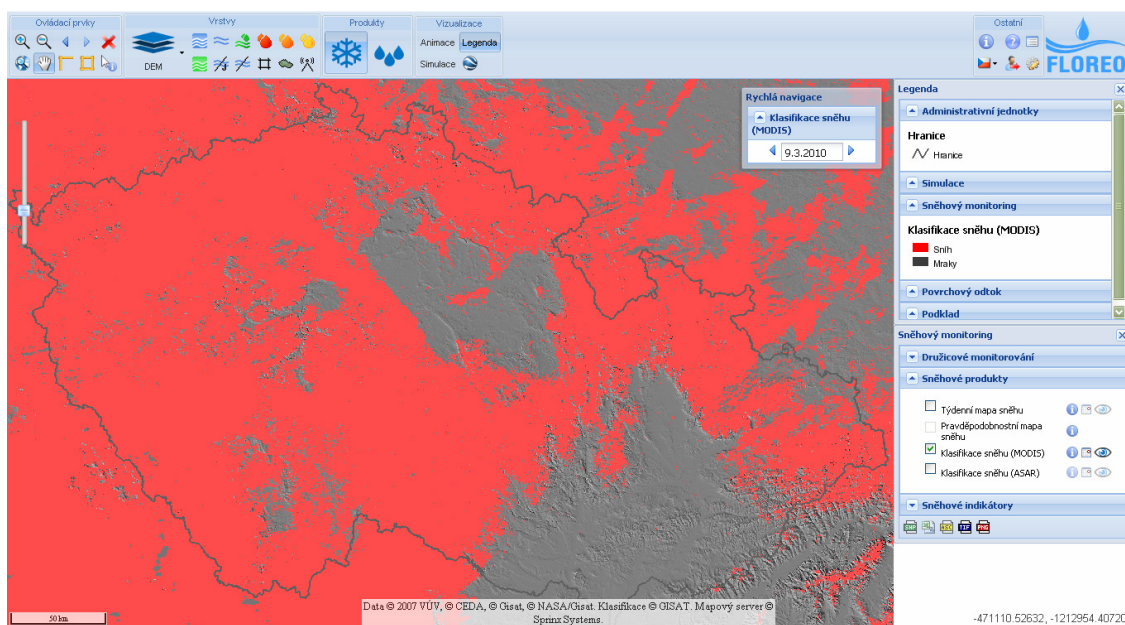 Ovládací prvky
Vrstvy
Produkty
Vizualizace
Ostatní
DEM
Animace
Legenda
Simulace
FLOREO
Rychlá navigace
Klasifikace sněhu
(MODIS)
9.3.2010
Legenda
Administrativní jednotky
Hranice
Hranice
Simulace
Sněhový monitoring
Klasifikace sněhu (MODIS)
Sníh
Mraky
Povrchový odtok
Podklad
Sněhový monitoring
Družicové monitorování
Sněhové produkty
Týdenní mapa sněhu
Pravděpodobnostní mapa
sněhu
Klasifikace sněhu (MODIS)
Klasifikace sněhu (ASAR)
Sněhové indikátory
SHP
TIF
PNG
50 km
Data © 2007 VÚV, © CEDA, © Gisat, © NASA/Gisat. Klasifikace © GISAT. Mapový server ©
Sprinx Systems.
-471110.52632, -1212954.40720